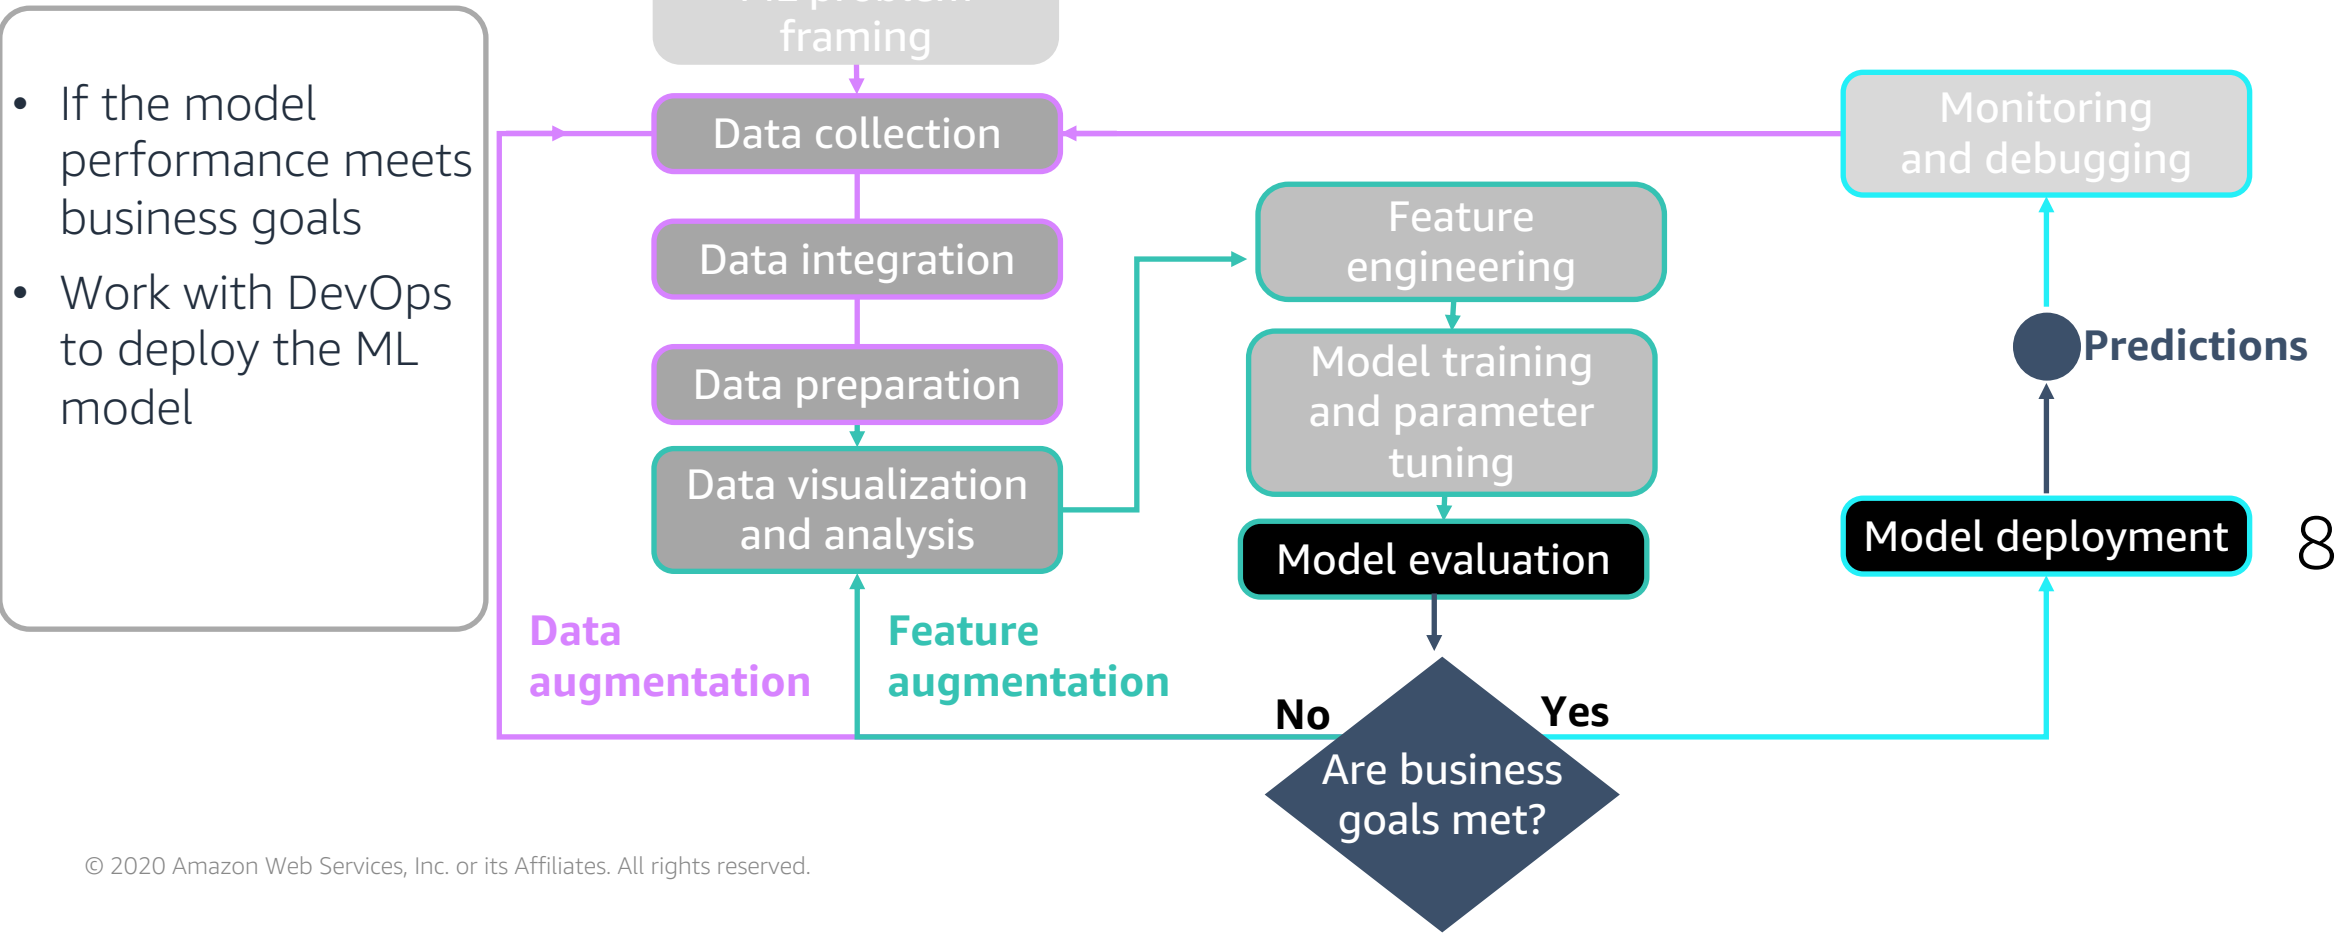 • If the model
performance meets
business goals
• Work with DevOps
to deploy the ML
model
framing
Data collection
Data integration
Data preparation
Data visualization
and analysis
Feature
engineering
Model training
and parameter
tuning
Model evaluation
Monitoring
and debugging
Predictions
Model deployment
8
Data
augmentation
Feature
augmentation
No
Yes
Are business
goals met?
© 2020 Amazon Web Services, Inc. or its Affiliates. All rights reserved.